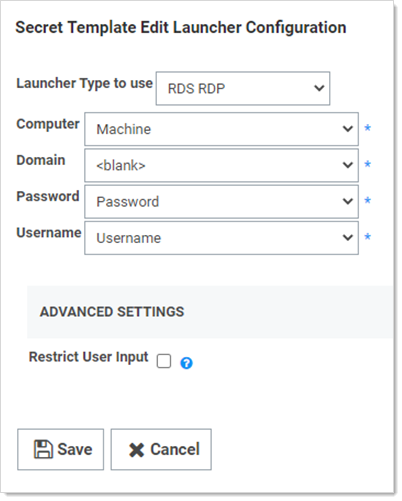 Secret Template Edit Launcher Configuration
Launcher Type to use RDS RDP
Computer Machine *
Domain <blank> *
Password Password *
Username Username *
ADVANCED SETTINGS
Restrict User Input ?
Save Cancel